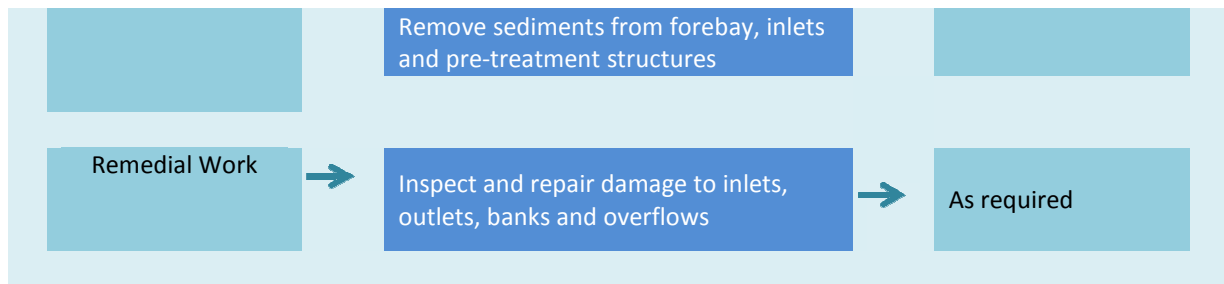 Remove sediments from forebay, inlets
and pre-treatment structures
Remedial Work
Inspect and repair damage to inlets,
outlets, banks and overflows
As required